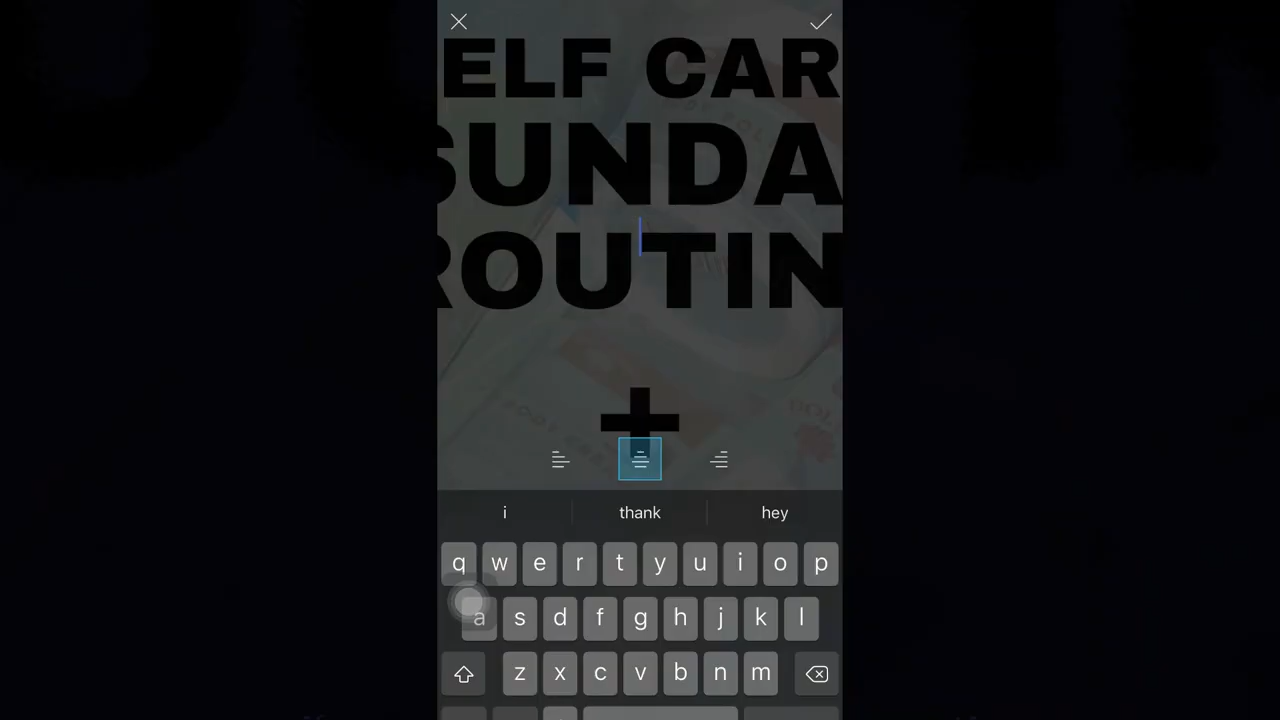 ELF CAR
SUNDA
ROUTIN
+
i thank hey
q w e r t y u i o p
a s d f g h j k l
z x c v b n m